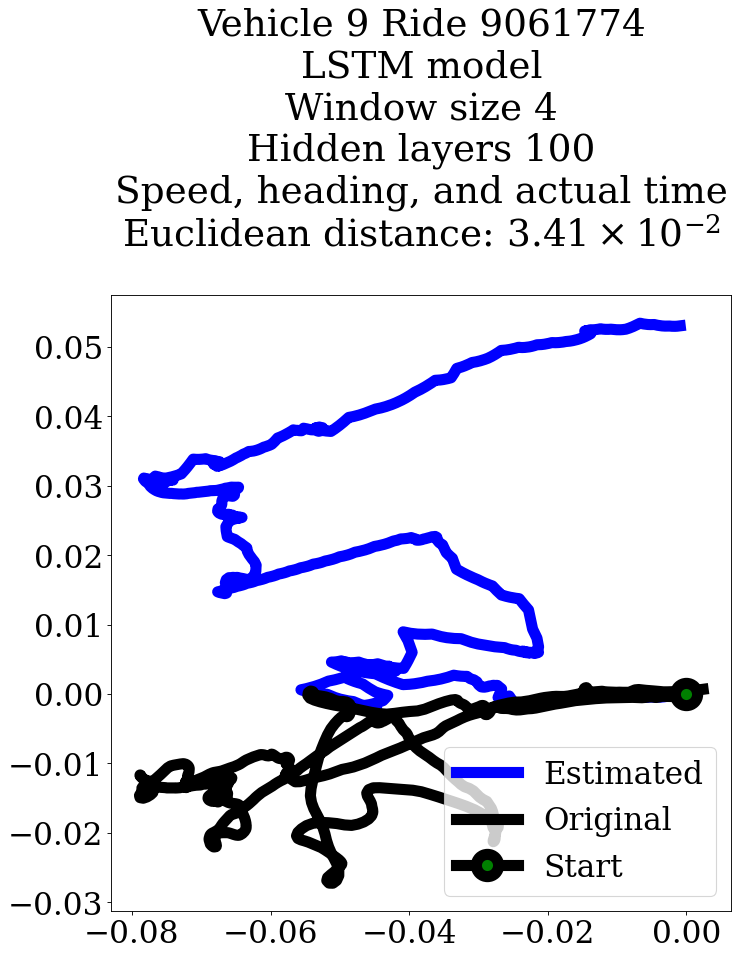 Vehicle 9 Ride 9061774
LSTM model
Window size 4
Hidden layers 100
Speed, heading, and actual time
Euclidean distance: 3.41 × 10⁻²
0.05
0.04
0.03
0.02
0.01
0.00
−0.01
−0.02
−0.03
Estimated
Original
Start
−0.08 −0.06 −0.04 −0.02 0.00